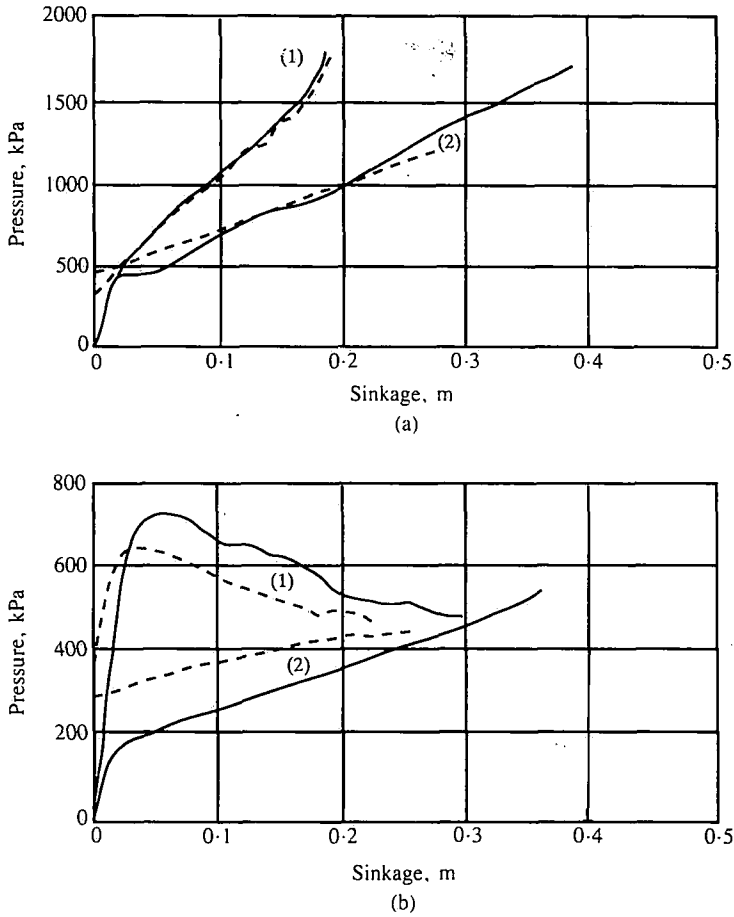 2000
1500
1000
500
0
Pressure, kPa
(1)
(2)
0 0·1 0·2 0·3 0·4 0·5
Sinkage, m
(a)
800
600
400
200
0
Pressure, kPa
(1)
(2)
0 0·1 0·2 0·3 0·4 0·5
Sinkage, m
(b)